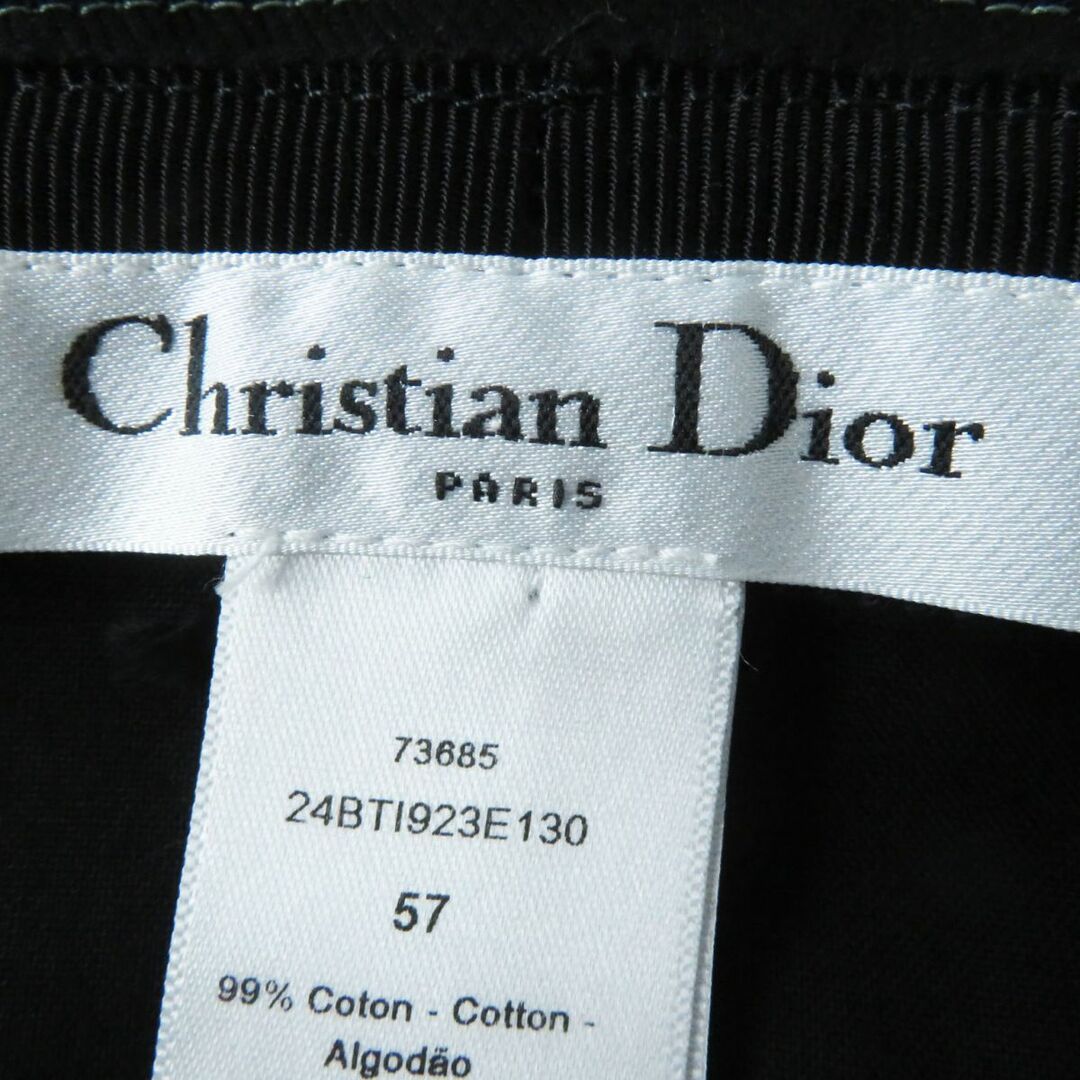 Christian Dior
PARIS
73685
24BTI923E130
57
99% Coton - Cotton -
Algodão